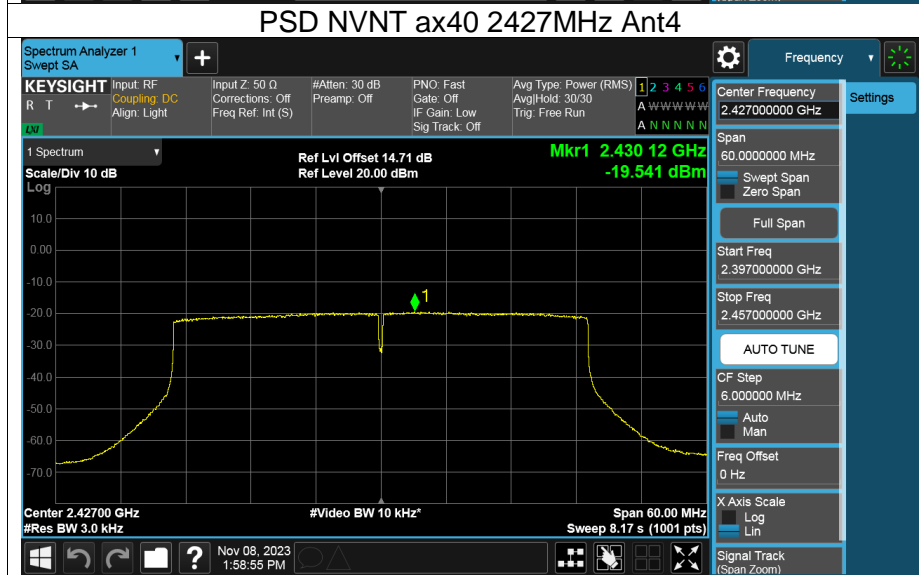 (Span Zoom)
PSD NVNT ax40 2427MHz Ant4
Spectrum Analyzer 1
Swept SA
+
Frequency
KEYSIGHT
R T
LXI
Input: RF
Coupling: DC
Align: Light
Input Z: 50 Ω
Corrections: Off
Freq Ref: Int (S)
#Atten: 30 dB
Preamp: Off
PNO: Fast
Gate: Off
IF Gain: Low
Sig Track: Off
Avg Type: Power (RMS)
Avg|Hold: 30/30
Trig: Free Run
1 2 3 4 5 6
A W W W W W
A N N N N N
1 Spectrum
Scale/Div 10 dB
Log
Ref Lvl Offset 14.71 dB
Ref Level 20.00 dBm
Mkr1 2.430 12 GHz
-19.541 dBm
10.0
0.00
-10.0
-20.0
-30.0
-40.0
-50.0
-60.0
-70.0
1
Center 2.42700 GHz
#Res BW 3.0 kHz
#Video BW 10 kHz*
Span 60.00 MHz
Sweep 8.17 s (1001 pts)
Center Frequency
2.427000000 GHz
Settings
Span
60.0000000 MHz
Swept Span
Zero Span
Full Span
Start Freq
2.397000000 GHz
Stop Freq
2.457000000 GHz
AUTO TUNE
CF Step
6.000000 MHz
Auto
Man
Freq Offset
0 Hz
X Axis Scale
Log
Lin
Signal Track
(Span Zoom)
?
Nov 08, 2023
1:58:55 PM